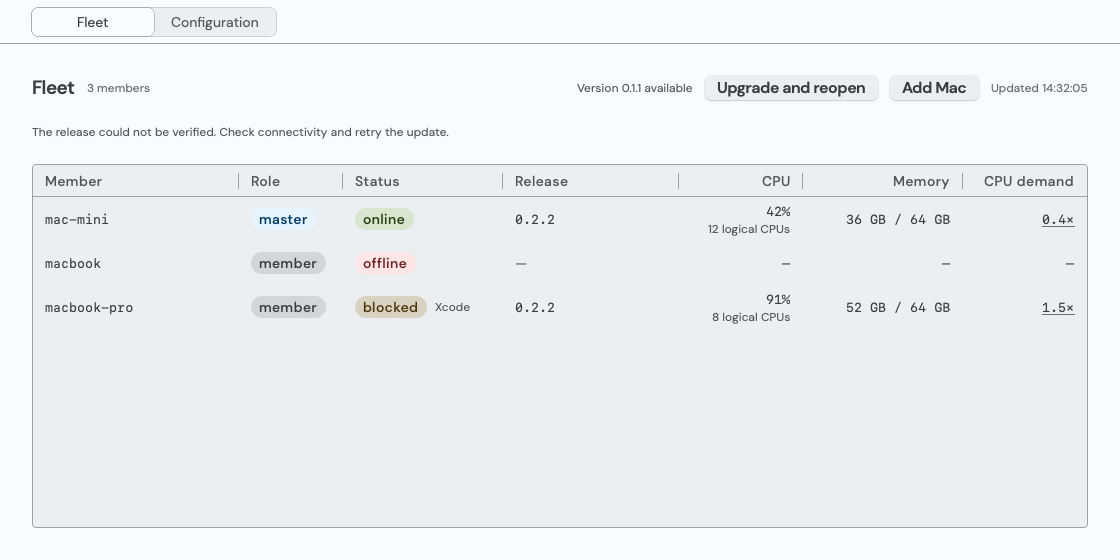 Fleet Configuration
Fleet 3 members Version 0.1.1 available Upgrade and reopen Add Mac Updated 14:32:05
The release could not be verified. Check connectivity and retry the update.
Member Role Status Release CPU Memory CPU demand
mac-mini master online 0.2.2 42% 36 GB / 64 GB 0.4×
12 logical CPUs
macbook member offline — — — —
macbook-pro member blocked Xcode 0.2.2 91% 52 GB / 64 GB 1.5×
8 logical CPUs